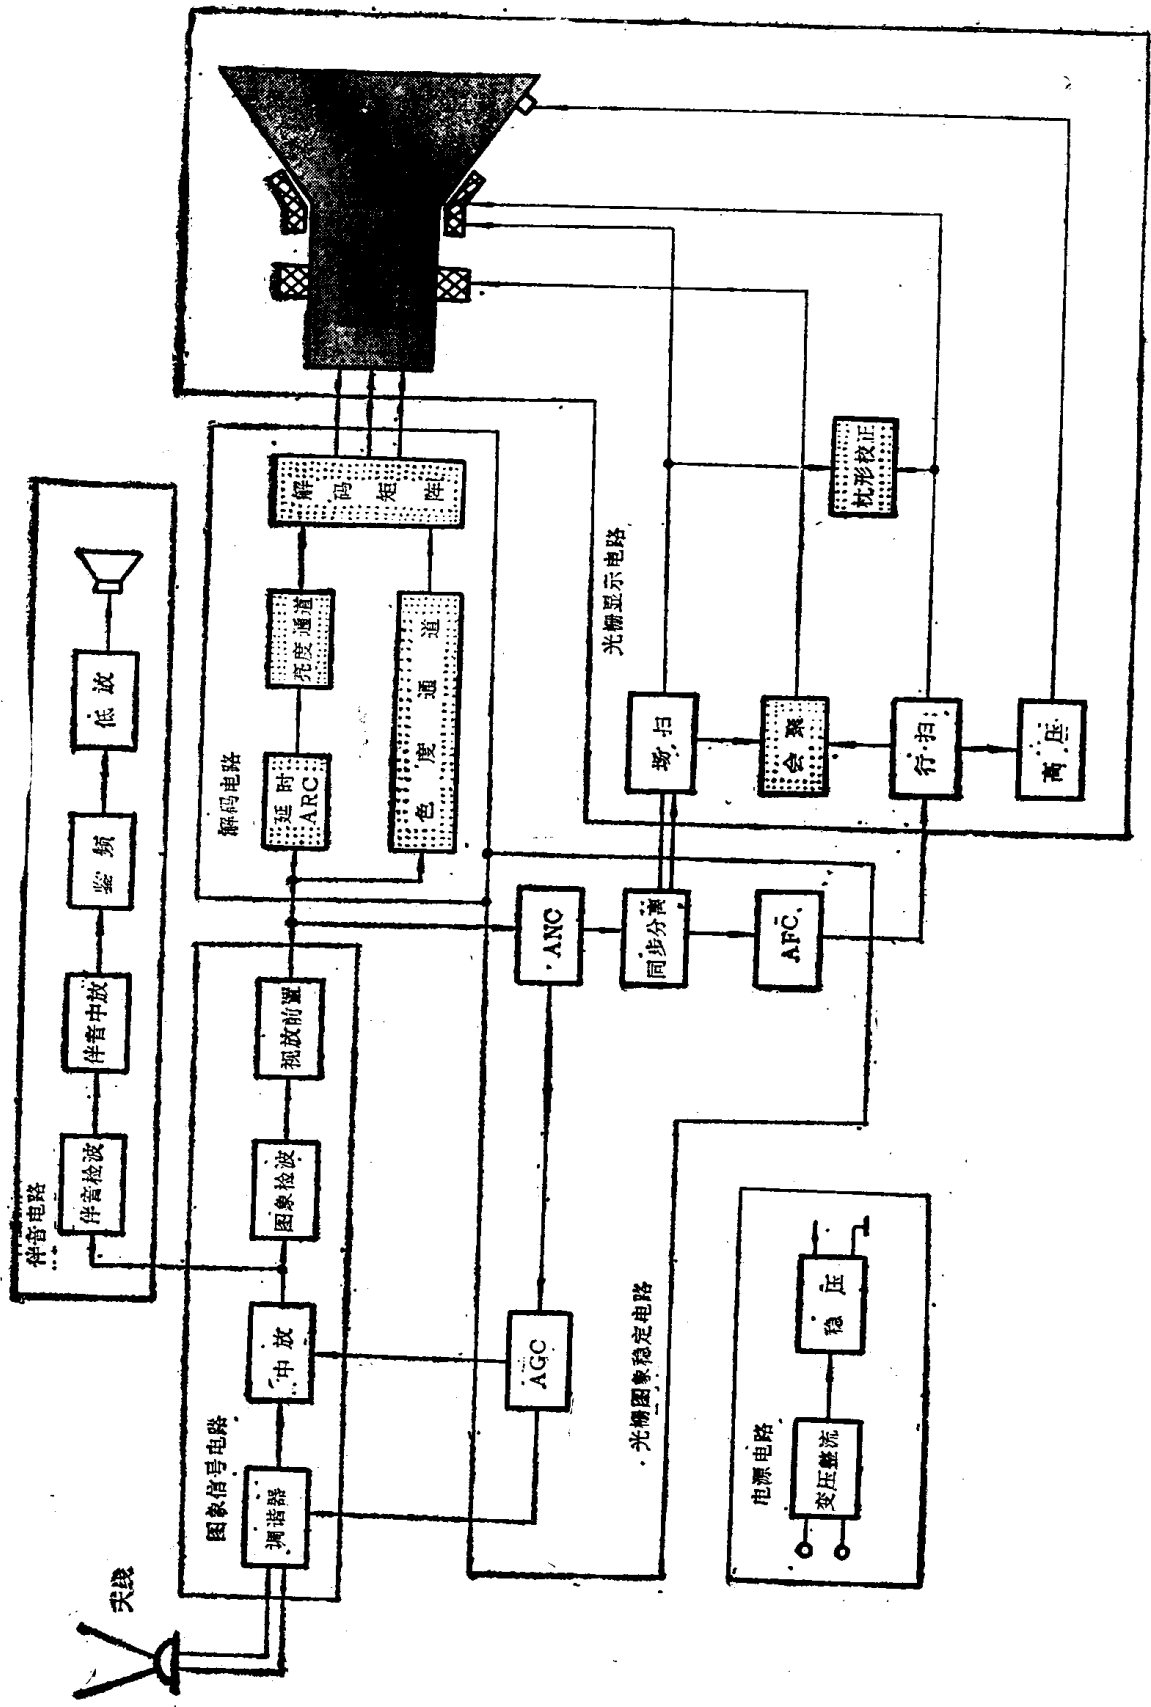 天线
伴音电路
伴音检波
伴音中放
鉴频
低放
图象信号电路
调谐器
中放
图象检波
视放前置
解码电路
延时
ARC
亮度通道
色度通道
解码矩阵
光栅图象稳定电路
AGC
ANC
同步分离
AFC
光栅显示电路
场扫
会聚
行扫
高压
枕形校正
电源电路
变压整流
稳压